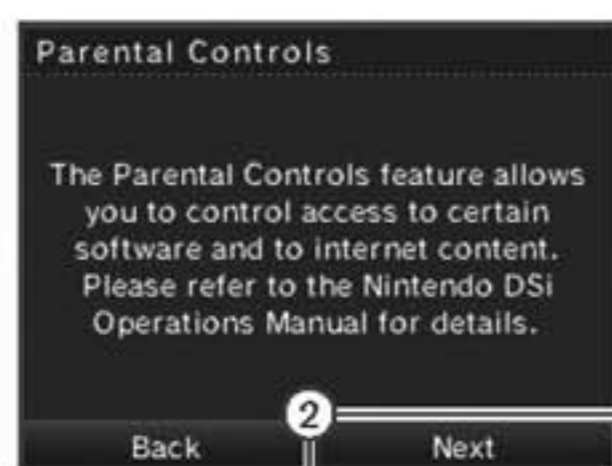 Parental Controls
The Parental Controls feature allows
you to control access to certain
software and to internet content.
Please refer to the Nintendo DSi
Operations Manual for details.
2
Back Next